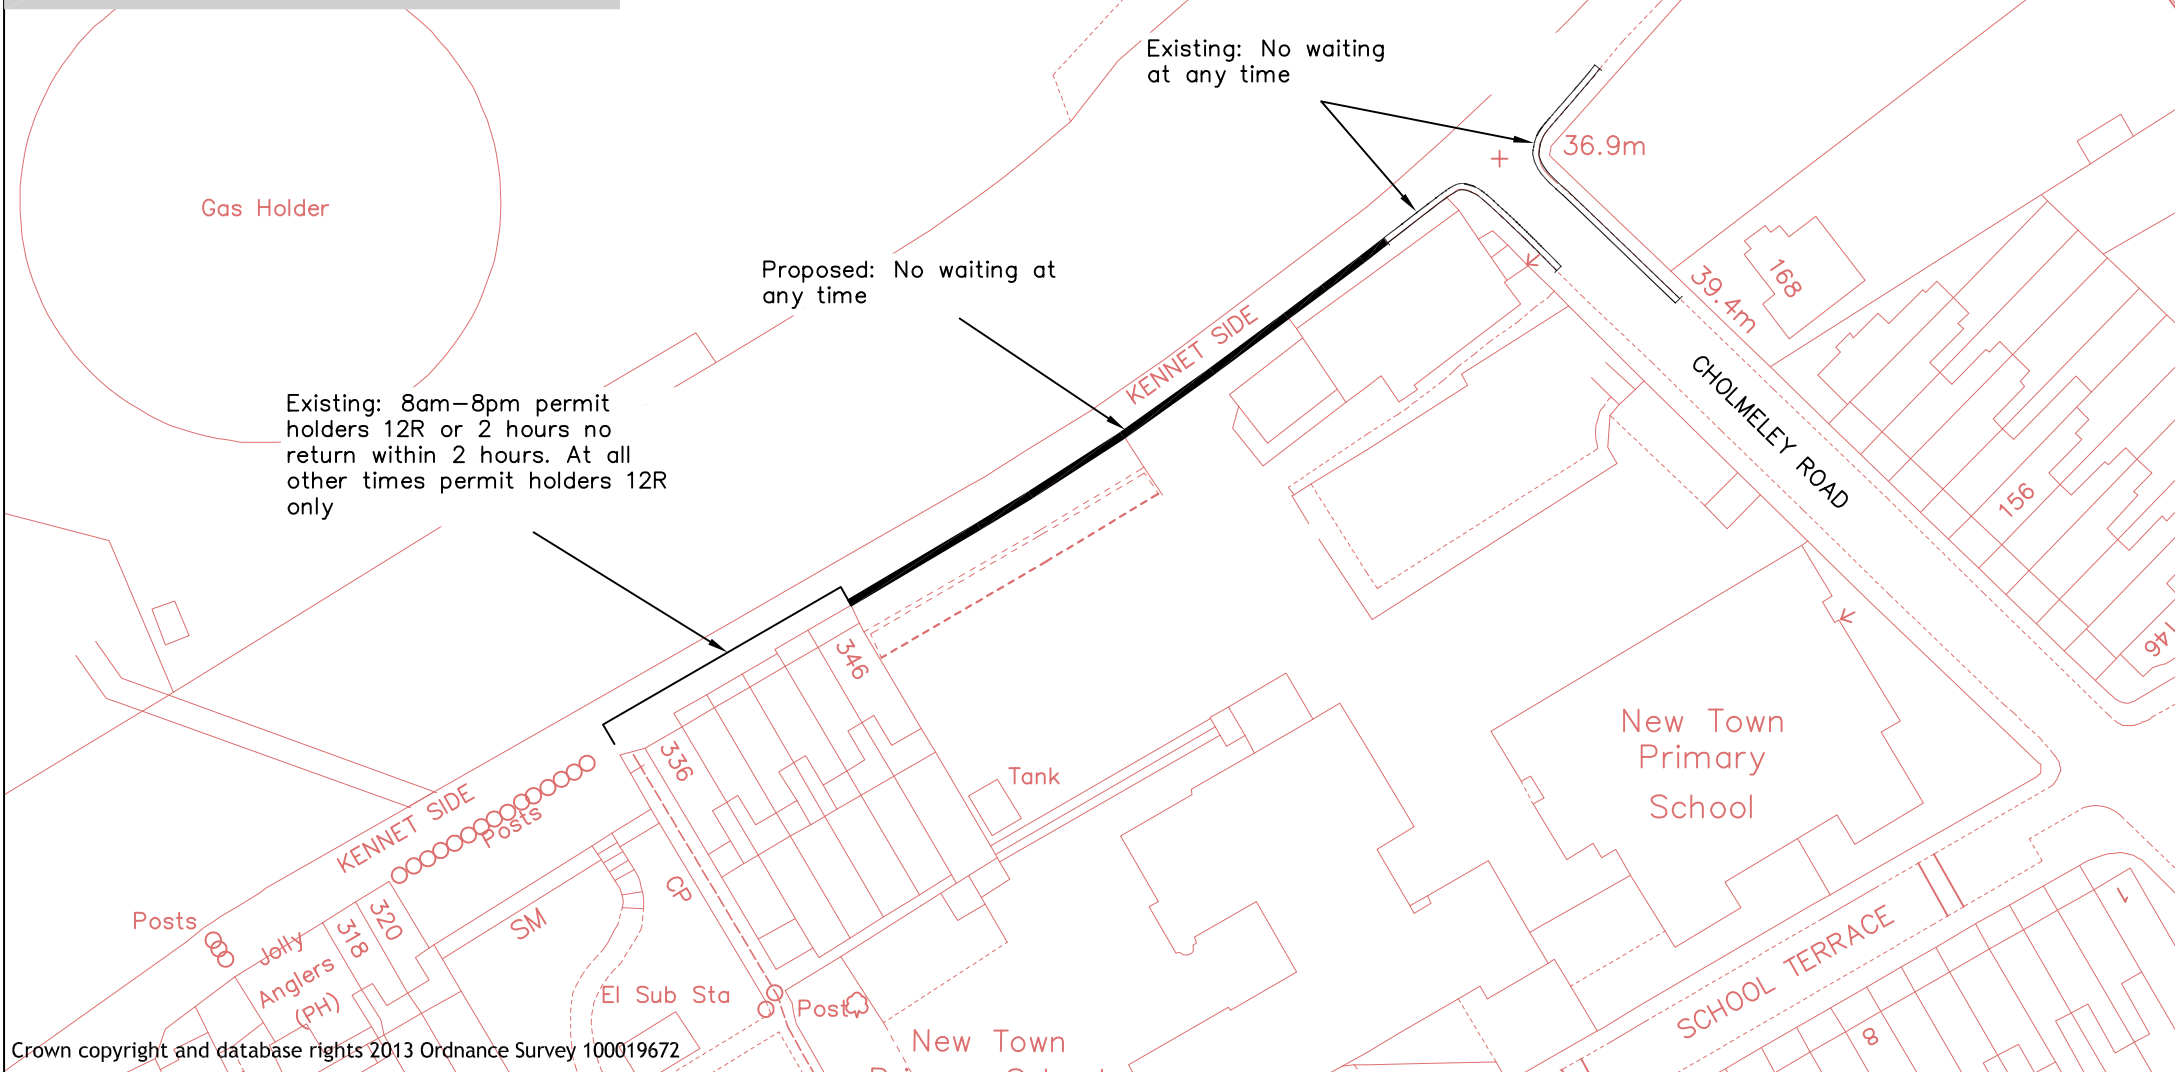 Existing: No waiting
at any time
36.9m
Gas Holder
Proposed: No waiting at
any time
168
39.4m
KENNET SIDE
CHOLMELEY ROAD
Existing: 8am-8pm permit
holders 12R or 2 hours no
return within 2 hours. At all
other times permit holders 12R
only
156
146
346
336
New Town
Primary
School
Tank
KENNET SIDE
Posts
CP
SM
Posts
320
318
Jolly
Anglers
(PH)
El Sub Sta
Post
SCHOOL TERRACE
1
8
New Town
Crown copyright and database rights 2013 Ordnance Survey 100019672